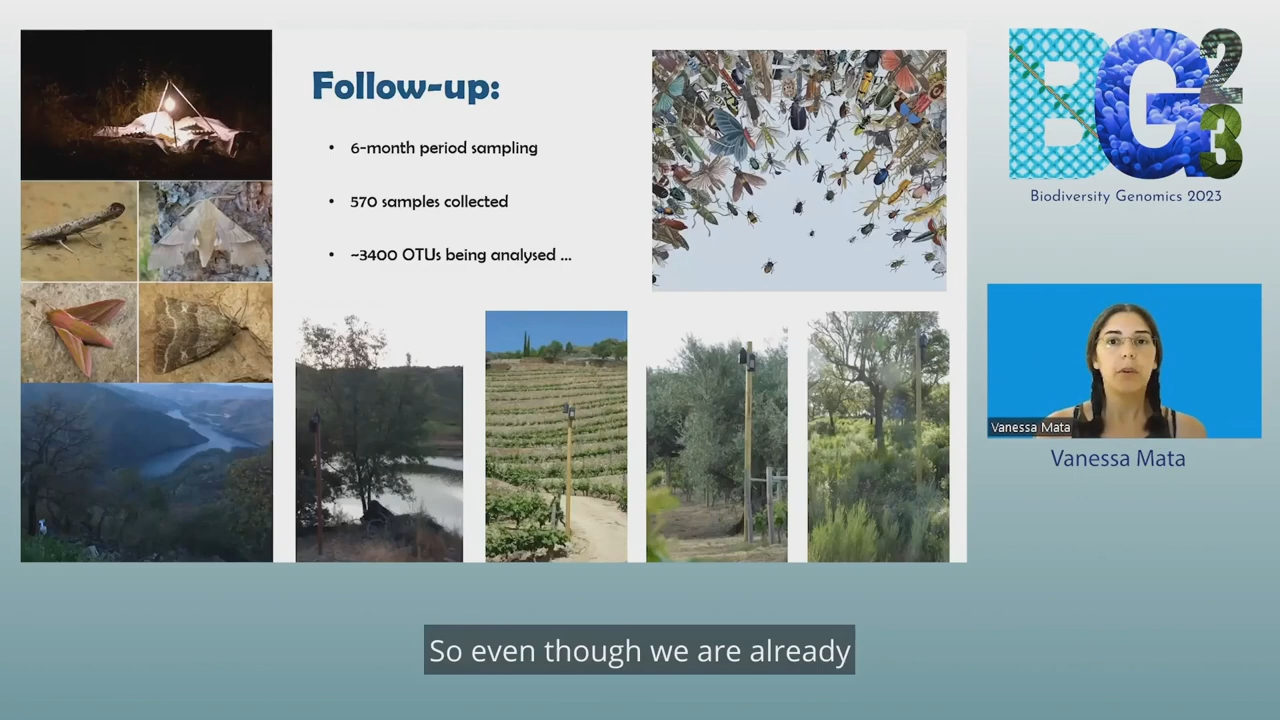 Follow-up:
• 6-month period sampling
• 570 samples collected
• ~3400 OTUs being analysed ...
BG23
Biodiversity Genomics 2023
Vanessa Mata
Vanessa Mata
So even though we are already